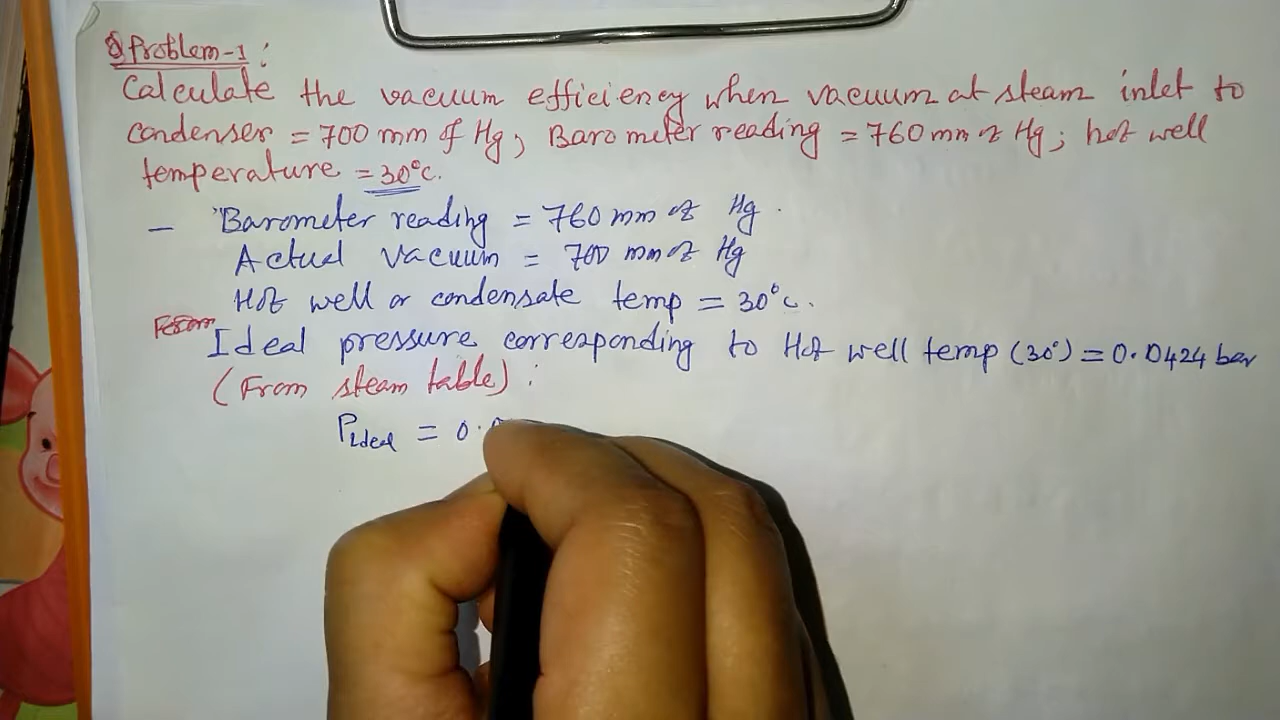 Problem-1:
Calculate the vacuum efficiency when vacuum at steam inlet to
condenser = 700 mm of Hg; Barometer reading = 760 mm of Hg; hot well
temperature = 30°C.
— Barometer reading = 760 mm of Hg.
Actual vacuum = 700 mm of Hg
Hot well or condensate temp = 30°C.
Ideal pressure corresponding to Hot well temp (30°) = 0.0424 bar
(From steam table) :
PIdeal = 0.0